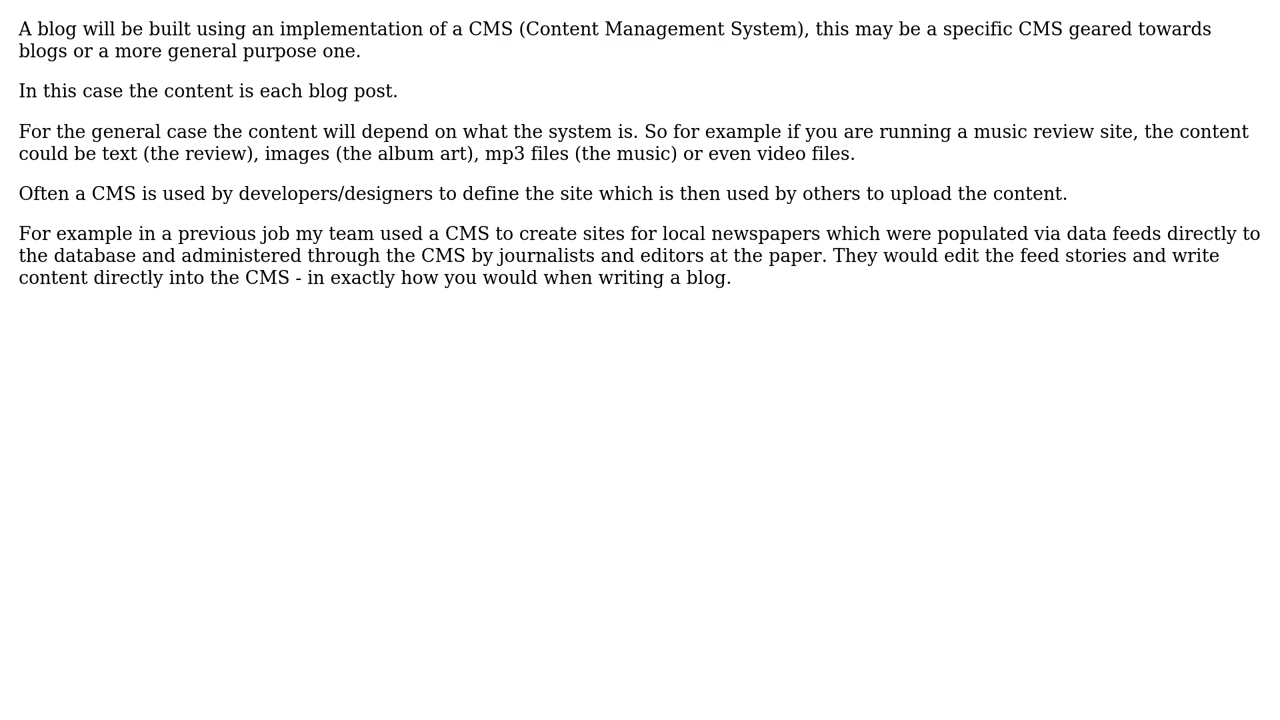 A blog will be built using an implementation of a CMS (Content Management System), this may be a specific CMS geared towards
blogs or a more general purpose one.
In this case the content is each blog post.
For the general case the content will depend on what the system is. So for example if you are running a music review site, the content
could be text (the review), images (the album art), mp3 files (the music) or even video files.
Often a CMS is used by developers/designers to define the site which is then used by others to upload the content.
For example in a previous job my team used a CMS to create sites for local newspapers which were populated via data feeds directly to
the database and administered through the CMS by journalists and editors at the paper. They would edit the feed stories and write
content directly into the CMS - in exactly how you would when writing a blog.